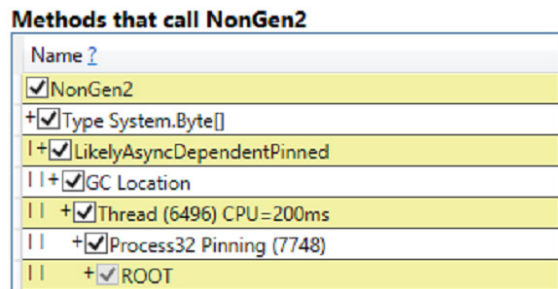 Methods that call NonGen2
Name ?
NonGen2
+Type System.Byte[]
|+LikelyAsyncDependentPinned
||+GC Location
|| +Thread (6496) CPU=200ms
|| +Process32 Pinning (7748)
|| +ROOT